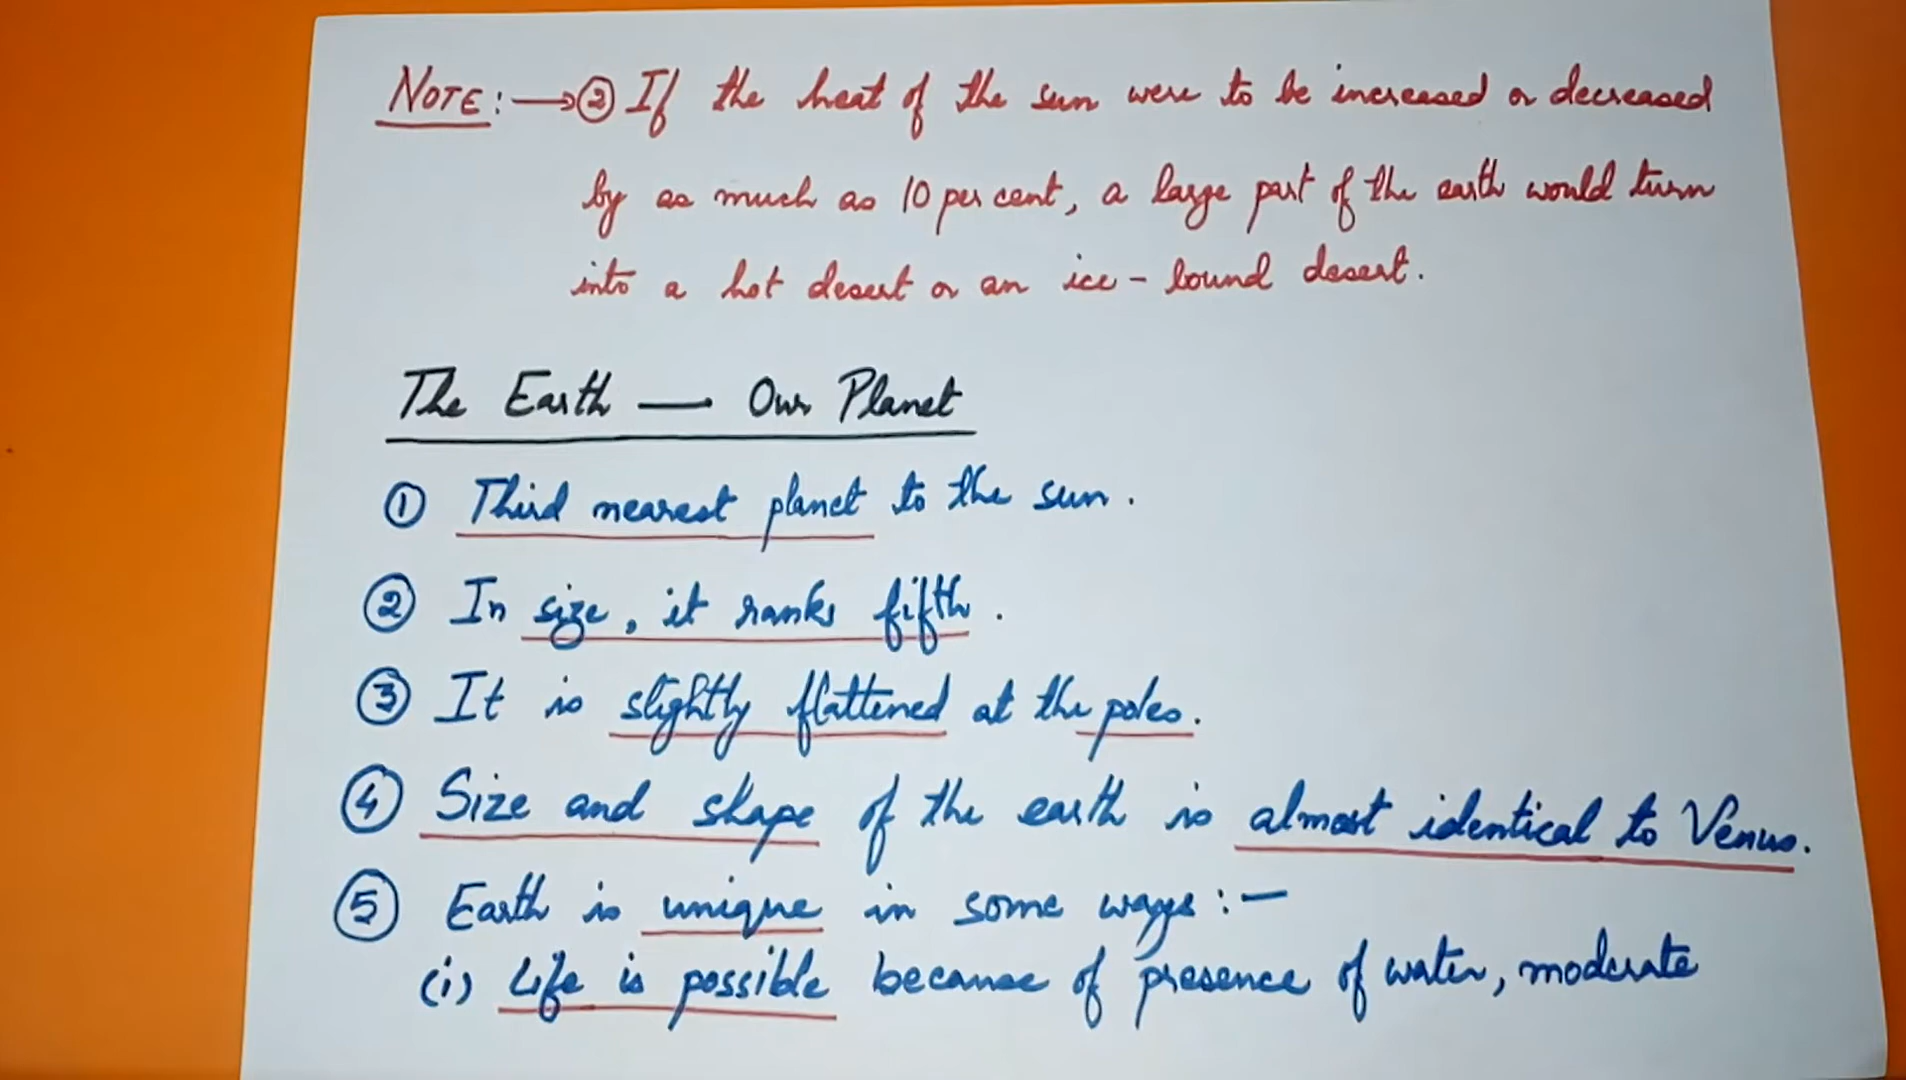 NOTE:→② If the heat of the sun were to be increased or decreased
by as much as 10 per cent, a large part of the earth would turn
into a hot desert or an ice-bound desert.
The Earth — Our Planet
① Third nearest planet to the sun.
② In size, it ranks fifth.
③ It is slightly flattened at the poles.
④ Size and shape of the earth is almost identical to Venus.
⑤ Earth is unique in some ways:-
(i) Life is possible because of presence of water, moderate